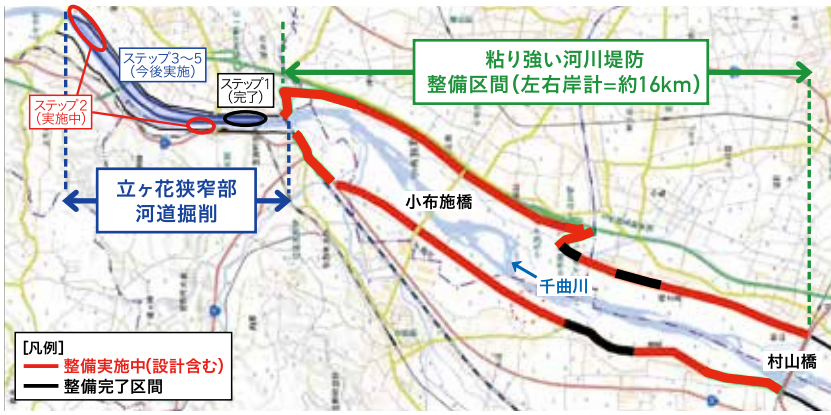 ステップ3～5
(今後実施)
ステップ1
(完了)
ステップ2
(実施中)
粘り強い河川堤防
整備区間(左右岸計=約16km)
立ヶ花狭窄部
河道掘削
小布施橋
千曲川
村山橋
[凡例]
整備実施中(設計含む)
整備完了区間